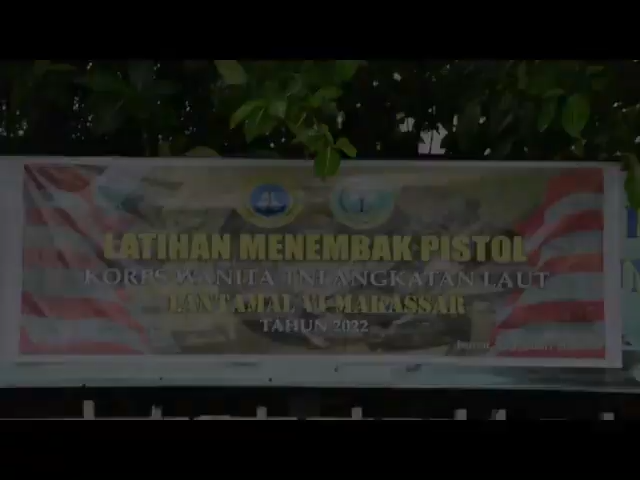 LATIHAN MENEMBAK PISTOL
KORPS WANITA TNI ANGKATAN LAUT
LANTAMAL VI MAKASSAR
TAHUN 2022